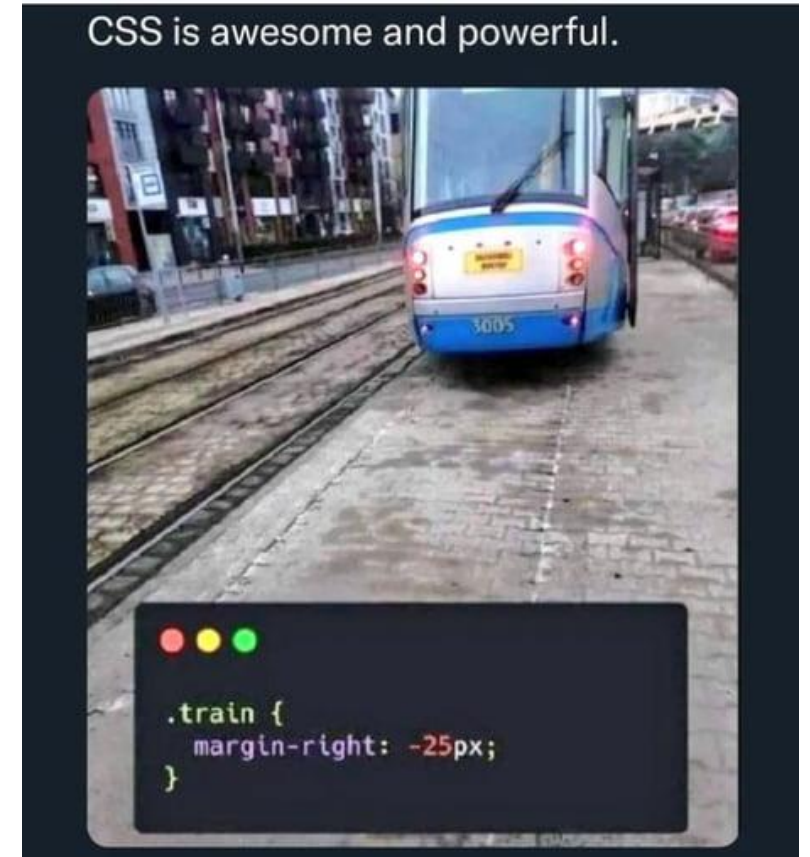 CSS is awesome and powerful.
3005
.train {
margin-right: -25px;
}